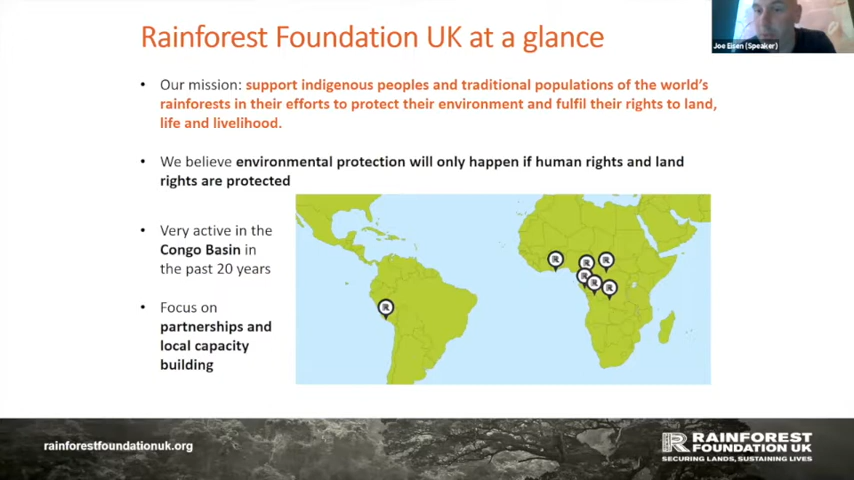 Rainforest Foundation UK at a glance
Joe Eisen (Speaker)
• Our mission: support indigenous peoples and traditional populations of the world's
rainforests in their efforts to protect their environment and fulfil their rights to land,
life and livelihood.
• We believe environmental protection will only happen if human rights and land
rights are protected
• Very active in the
Congo Basin in
the past 20 years
• Focus on
partnerships and
local capacity
building
rainforestfoundationuk.org
RAINFOREST
FOUNDATION UK
SECURING LANDS, SUSTAINING LIVES